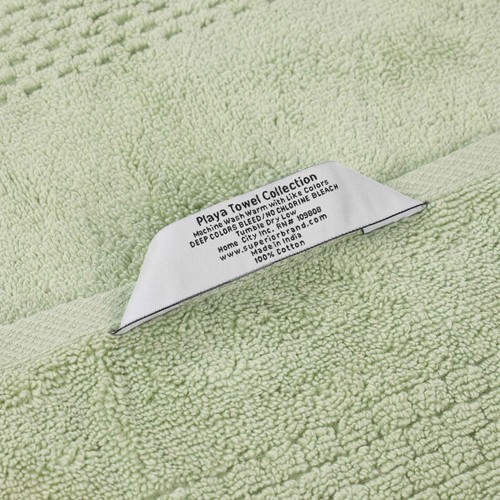 Playa Towel Collection
Machine Wash Warm with Like Colors
DEEP COLORS BLEED/NO CHLORINE BLEACH
Tumble Dry Low
Home City Inc. RN# 109808
www.superiorbrand.com
Made in India
100% Cotton